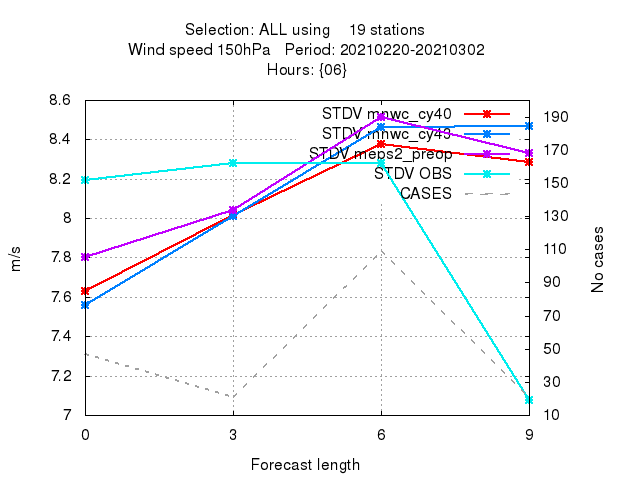 Selection: ALL using 19 stations
Wind speed 150hPa Period: 20210220-20210302
Hours: {06}
STDV mnwc_cy40
STDV mnwc_cy43
STDV meps2_preop
STDV OBS
CASES
m/s
8.6
8.4
8.2
8
7.8
7.6
7.4
7.2
7
190
170
150
130
110
90
70
50
30
10
No cases
0 3 6 9
Forecast length